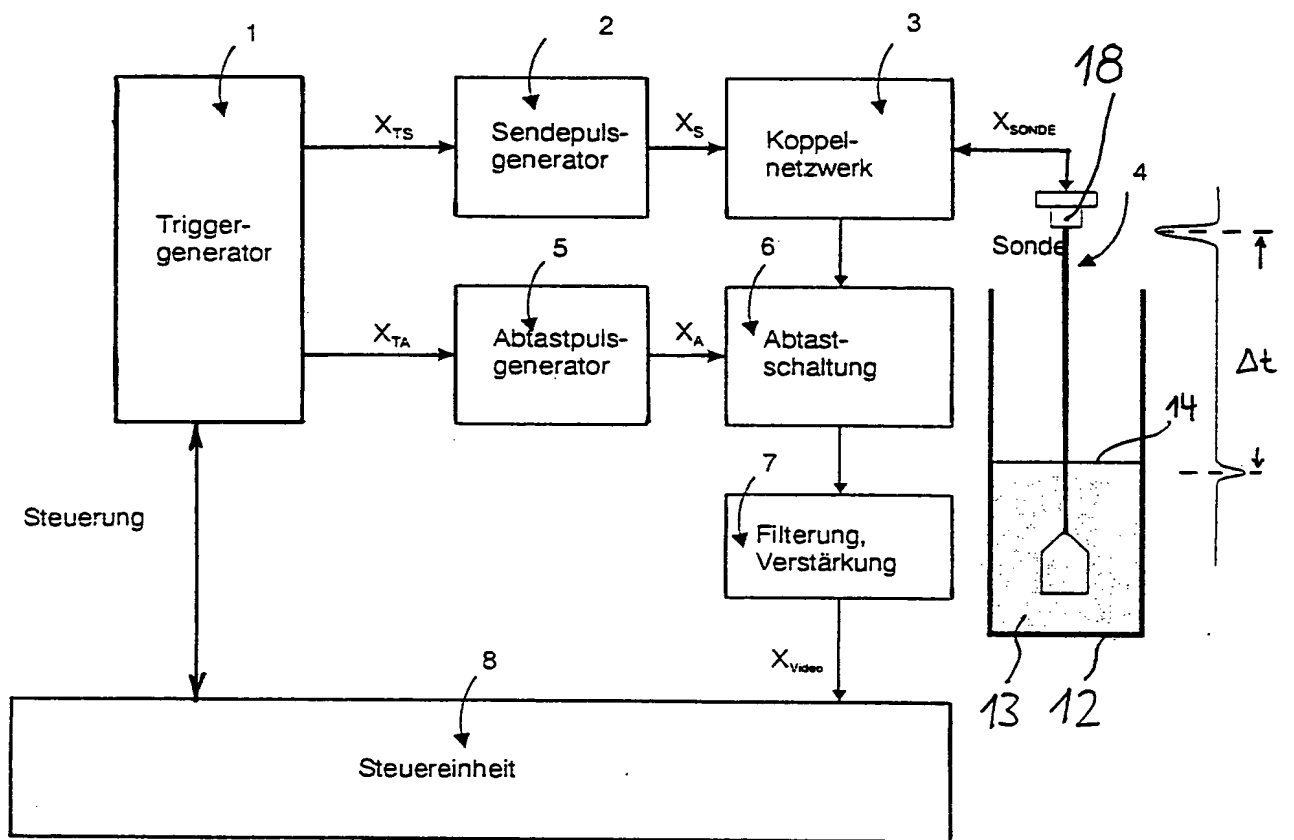 1
2
3
18
X_TS
Sendepuls-
generator
X_S
Koppel-
netzwerk
X_SONDE
4
Trigger-
generator
Sonde
5
6
X_TA
Abtastpuls-
generator
X_A
Abtast-
schaltung
Δt
14
7
Steuerung
Filterung,
Verstärkung
X_Video
8
13
12
Steuereinheit